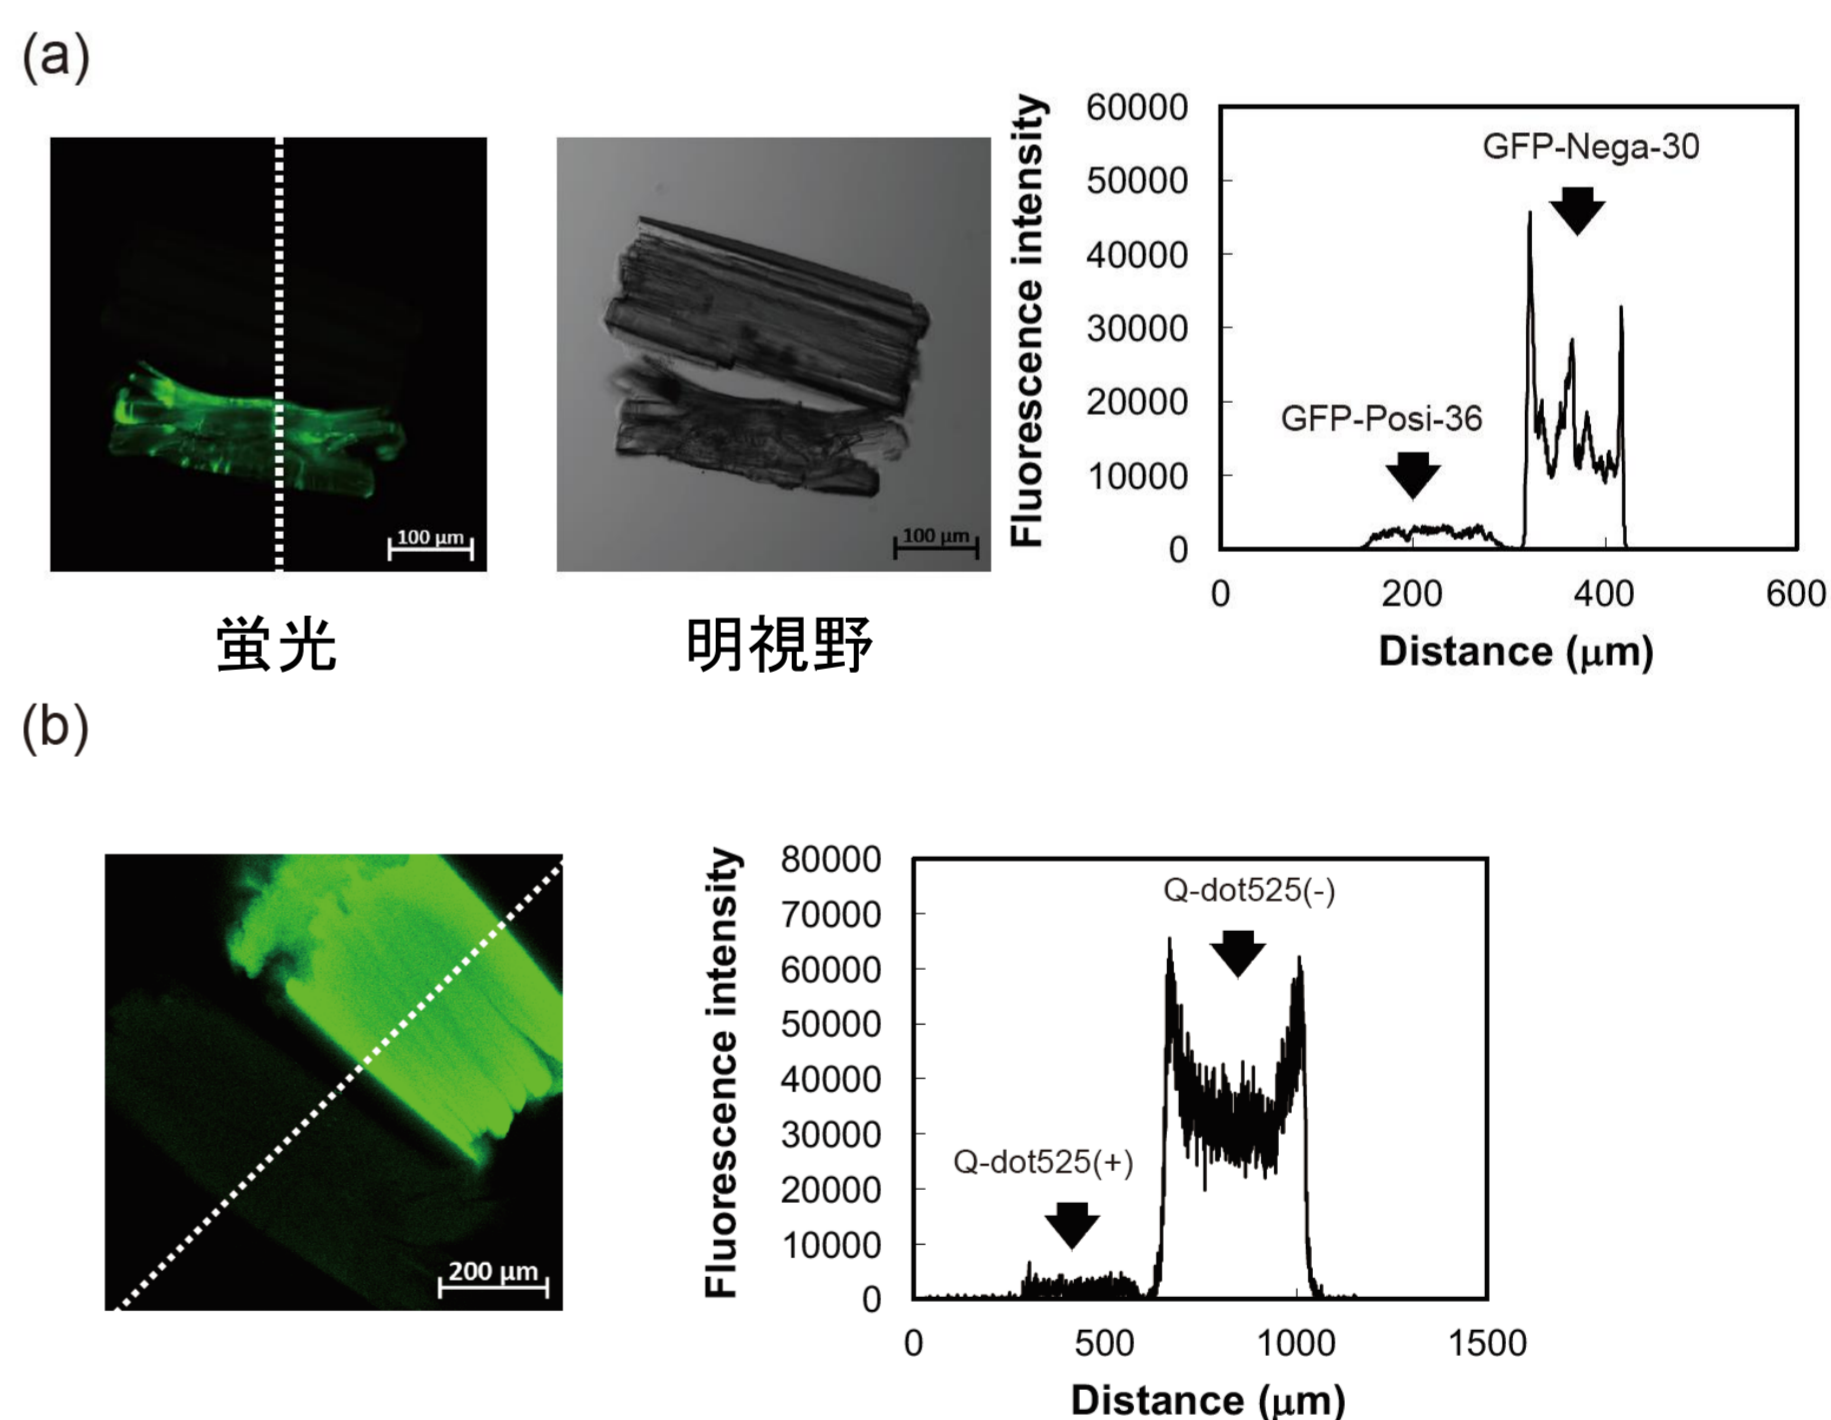 (a)
100 μm
蛍光
100 μm
明視野
Fluorescence intensity
60000
50000
40000
30000
20000
10000
0
GFP-Nega-30
GFP-Posi-36
0 200 400 600
Distance (μm)
(b)
200 μm
Fluorescence intensity
80000
70000
60000
50000
40000
30000
20000
10000
0
Q-dot525(-)
Q-dot525(+)
0 500 1000 1500
Distance (μm)